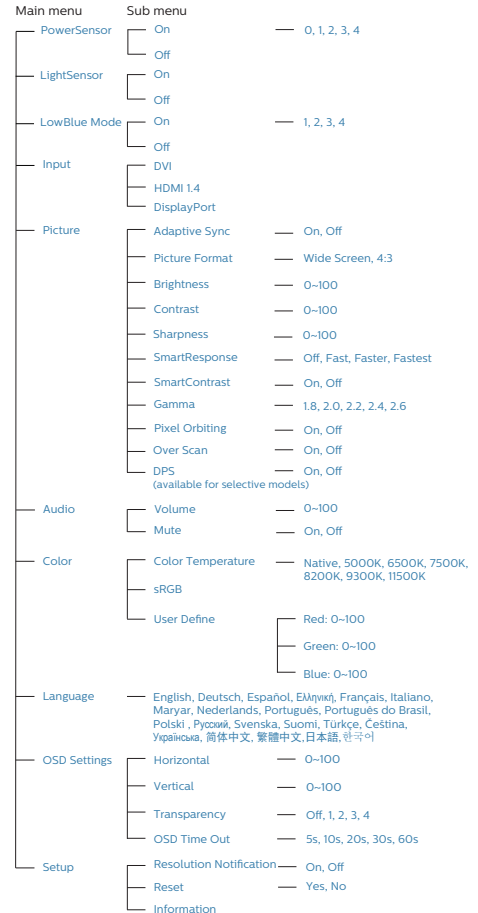 Main menu Sub menu
PowerSensor On 0, 1, 2, 3, 4
Off
LightSensor On
Off
LowBlue Mode On 1, 2, 3, 4
Off
Input DVI
HDMI 1.4
DisplayPort
Picture Adaptive Sync On, Off
Picture Format Wide Screen, 4:3
Brightness 0~100
Contrast 0~100
Sharpness 0~100
SmartResponse Off, Fast, Faster, Fastest
SmartContrast On, Off
Gamma 1.8, 2.0, 2.2, 2.4, 2.6
Pixel Orbiting On, Off
Over Scan On, Off
DPS On, Off
(available for selective models)
Audio Volume 0~100
Mute On, Off
Color Color Temperature Native, 5000K, 6500K, 7500K,
8200K, 9300K, 11500K
sRGB
User Define Red: 0~100
Green: 0~100
Blue: 0~100
Language English, Deutsch, Español, Ελληνική, Français, Italiano,
Maryar, Nederlands, Português, Português do Brasil,
Polski , Русский, Svenska, Suomi, Türkçe, Čeština,
Українська, 简体中文, 繁體中文,日本語,한국어
OSD Settings Horizontal 0~100
Vertical 0~100
Transparency Off, 1, 2, 3, 4
OSD Time Out 5s, 10s, 20s, 30s, 60s
Setup Resolution Notification On, Off
Reset Yes, No
Information